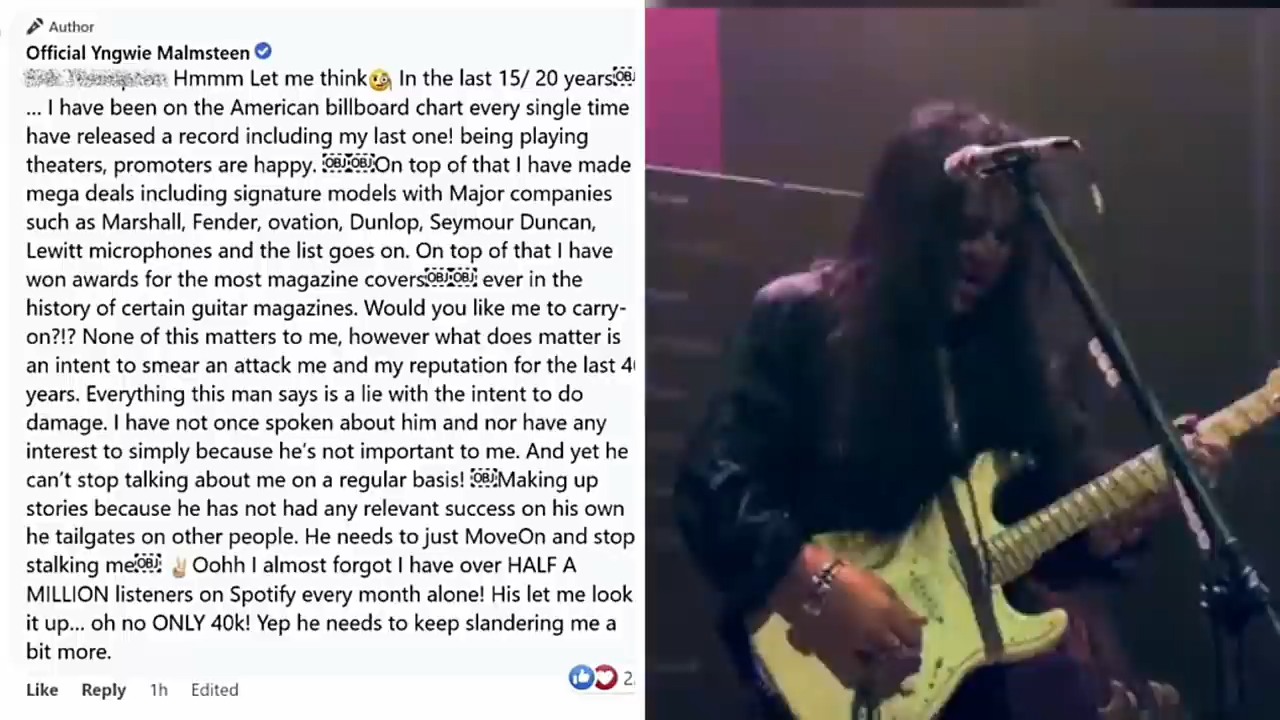 Author
Official Yngwie Malmsteen
Hmmm Let me think🧐 In the last 15/ 20 years
... I have been on the American billboard chart every single time
have released a record including my last one! being playing
theaters, promoters are happy. On top of that I have made
mega deals including signature models with Major companies
such as Marshall, Fender, ovation, Dunlop, Seymour Duncan,
Lewitt microphones and the list goes on. On top of that I have
won awards for the most magazine covers ever in the
history of certain guitar magazines. Would you like me to carry-
on?!? None of this matters to me, however what does matter is
an intent to smear an attack me and my reputation for the last 4
years. Everything this man says is a lie with the intent to do
damage. I have not once spoken about him and nor have any
interest to simply because he's not important to me. And yet he
can't stop talking about me on a regular basis! Making up
stories because he has not had any relevant success on his own
he tailgates on other people. He needs to just MoveOn and stop
stalking me ✌🏼 Oohh I almost forgot I have over HALF A
MILLION listeners on Spotify every month alone! His let me look
it up... oh no ONLY 40k! Yep he needs to keep slandering me a
bit more.
Like Reply 1h Edited